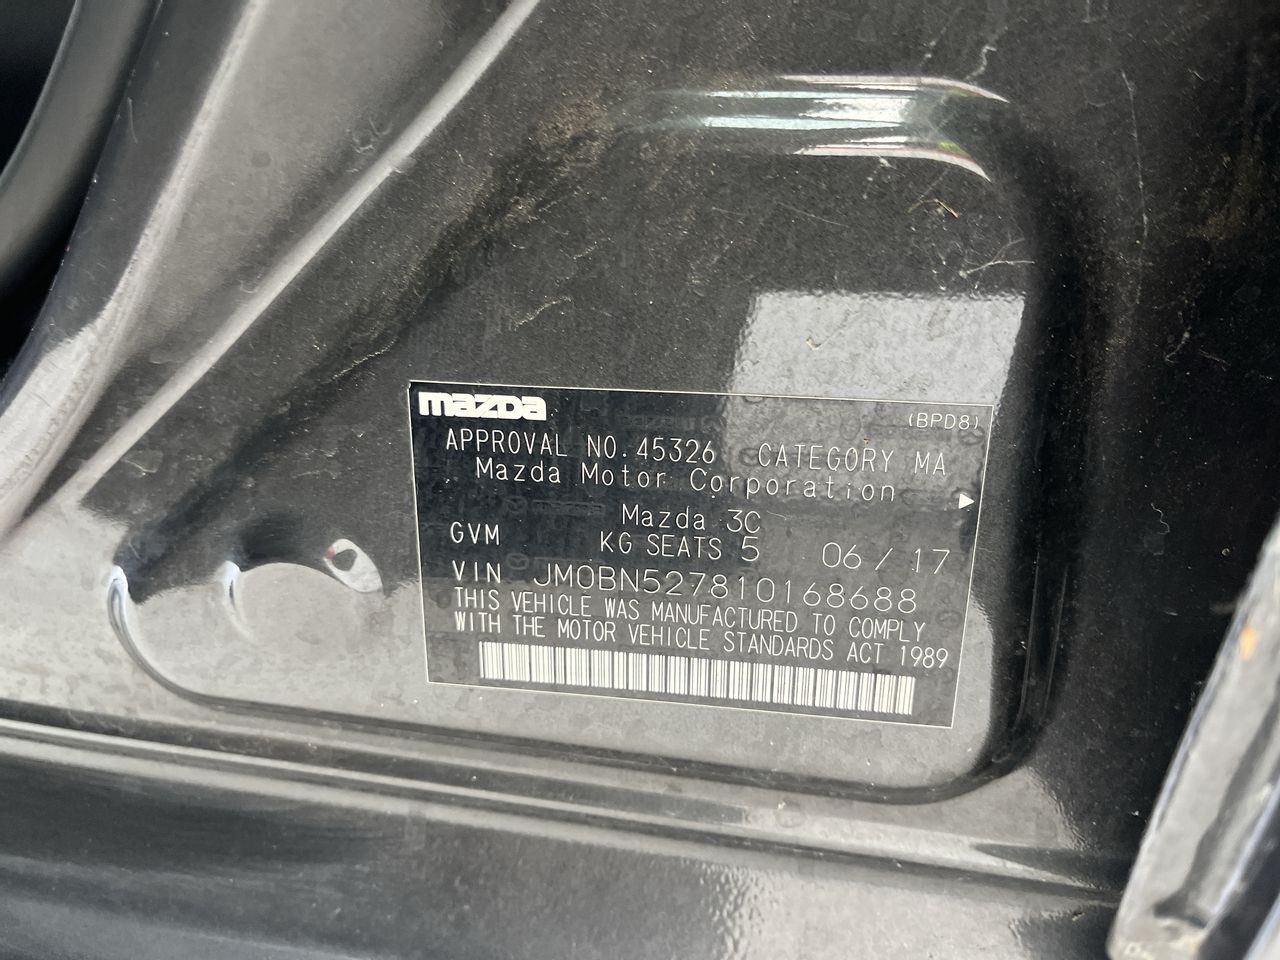 mazda
(BPD8)
APPROVAL NO.45326 CATEGORY MA
Mazda Motor Corporation
Mazda 3C
GVM KG SEATS 5 06/17
VIN JM0BN527810168688
THIS VEHICLE WAS MANUFACTURED TO COMPLY
WITH THE MOTOR VEHICLE STANDARDS ACT 1989